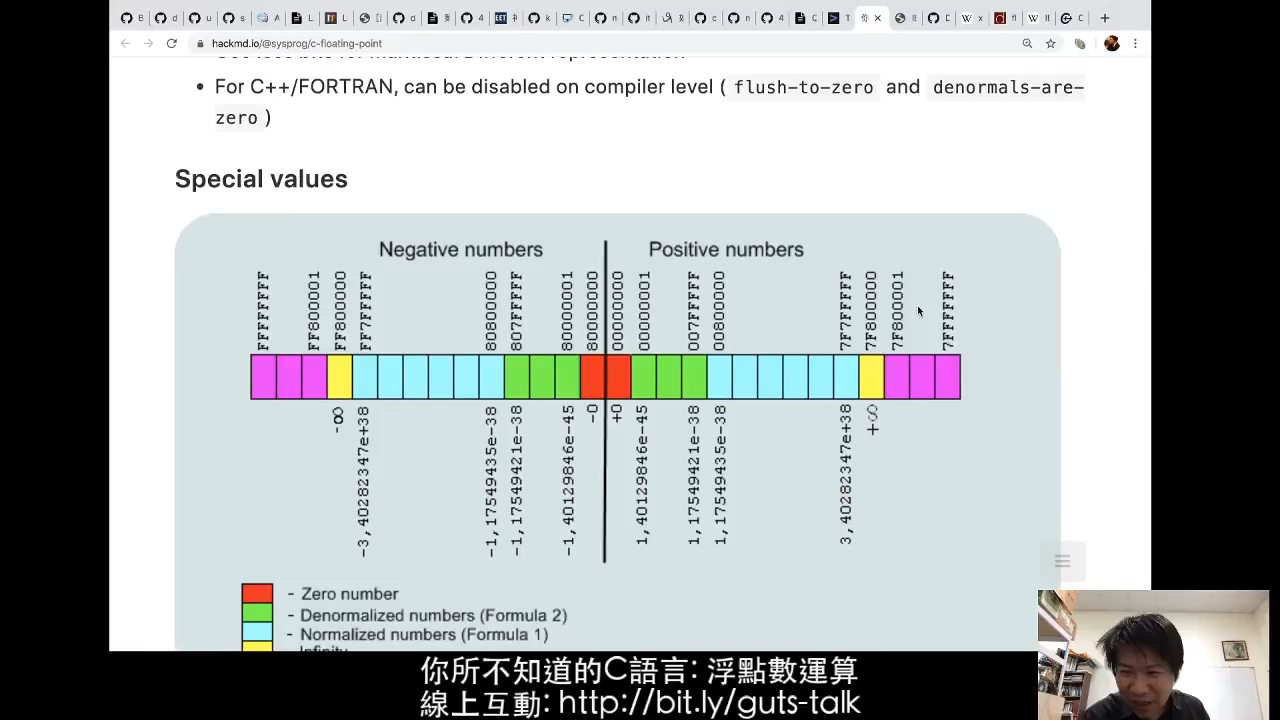 hackmd.io/@sysprog/c-floating-point
For C++/FORTRAN, can be disabled on compiler level ( flush-to-zero and denormals-are-
zero )
Special values
Negative numbers Positive numbers
FFFFFFFF FF800001 FF800000 FF7FFFFF 80800000 807FFFFF 80000001 80000000 00000000 00000001 007FFFFF 00800000 7F7FFFFF 7F800000 7F800001 7FFFFFFF
-∞ -3,40282347e+38 -1,17549435e-38 -1,17549421e-38 -1,40129846e-45 -0 +0 1,40129846e-45 1,17549421e-38 1,17549435e-38 3,40282347e+38 +∞
- Zero number
- Denormalized numbers (Formula 2)
- Normalized numbers (Formula 1)
你所不知道的C語言: 浮點數運算
線上互動: http://bit.ly/guts-talk